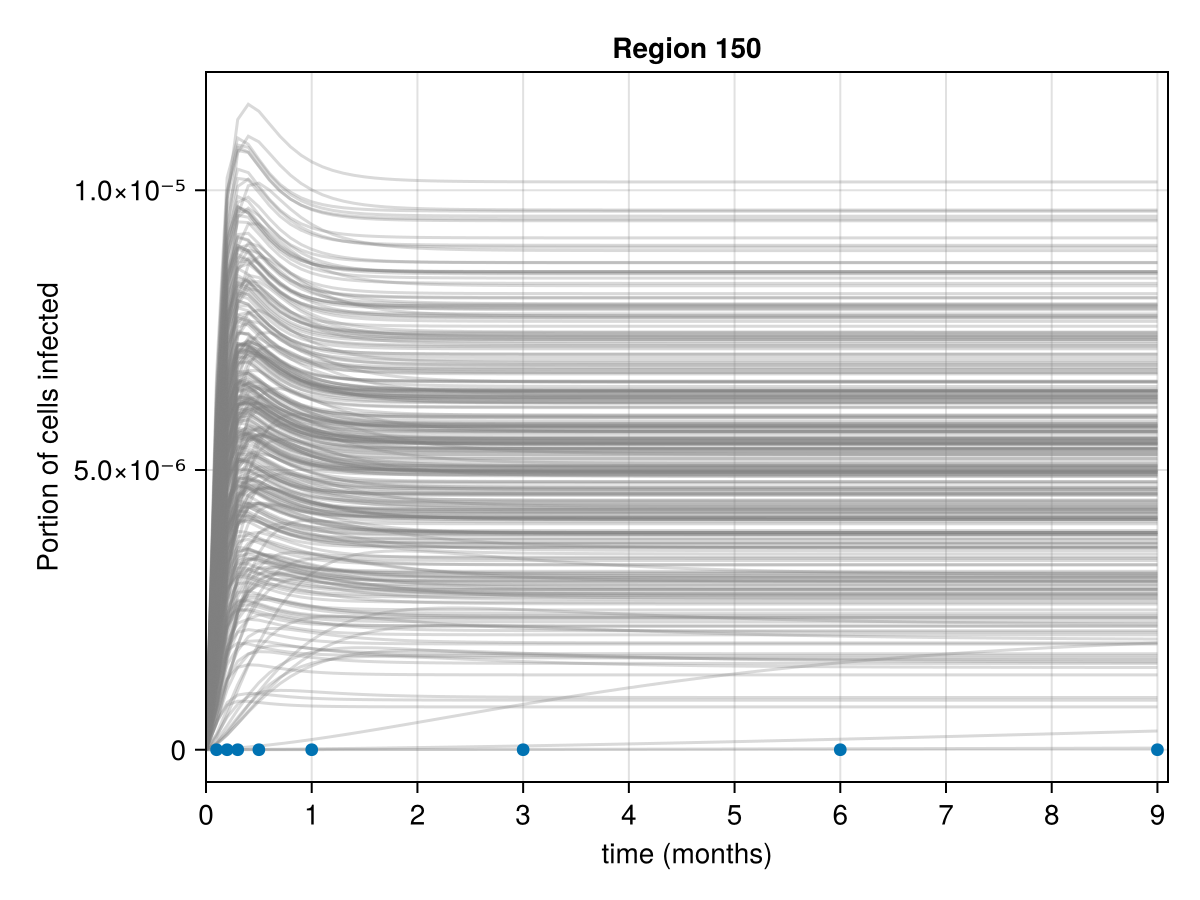 Region 150
1.0×10⁻⁵
5.0×10⁻⁶
0
Portion of cells infected
0 1 2 3 4 5 6 7 8 9
time (months)